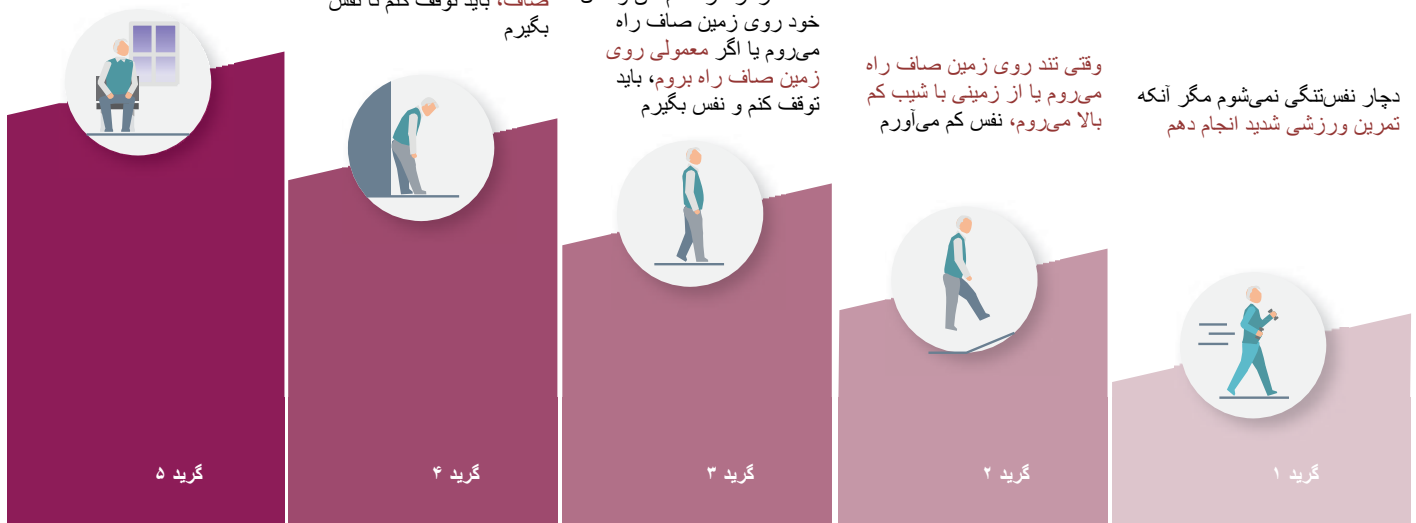 دچار نفس‌تنگی نمی‌شوم مگر آنکه
تمرین ورزشی شدید انجام دهم
وقتی تند روی زمین صاف راه
می‌روم یا از زمینی با شیب کم
بالا می‌روم، نفس کم می‌آورم
خود روی زمین صاف راه
می‌روم یا اگر معمولی روی
زمین صاف راه بروم، باید
توقف کنم و نفس بگیرم
صاف، باید توقف کنم تا نفس
بگیرم
گرید ۱
گرید ۲
گرید ۳
گرید ۴
گرید ۵